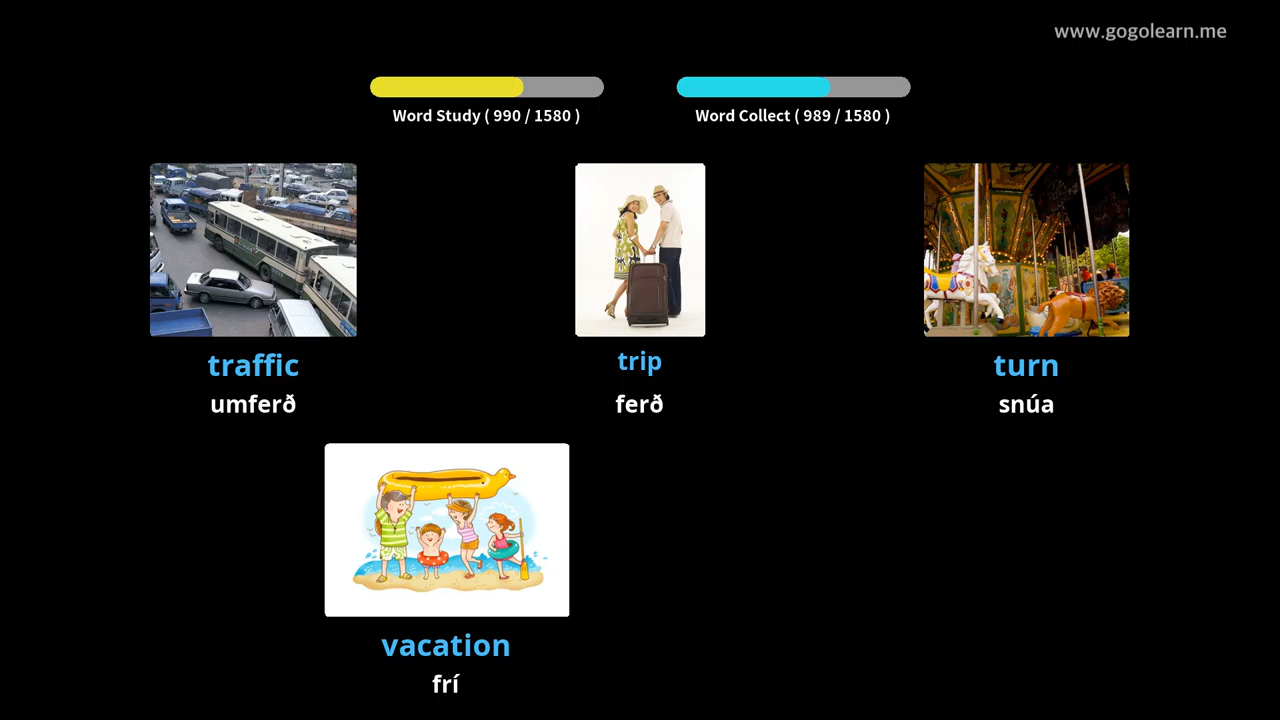 www.gogolearn.me
Word Study ( 990 / 1580 )
Word Collect ( 989 / 1580 )
traffic
umferð
trip
ferð
turn
snúa
vacation
frí